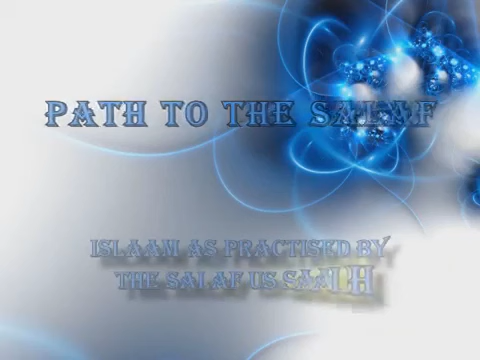 PATH TO THE SALAF
ISLAAM AS PRACTISED BY
THE SALAF US SAALIH